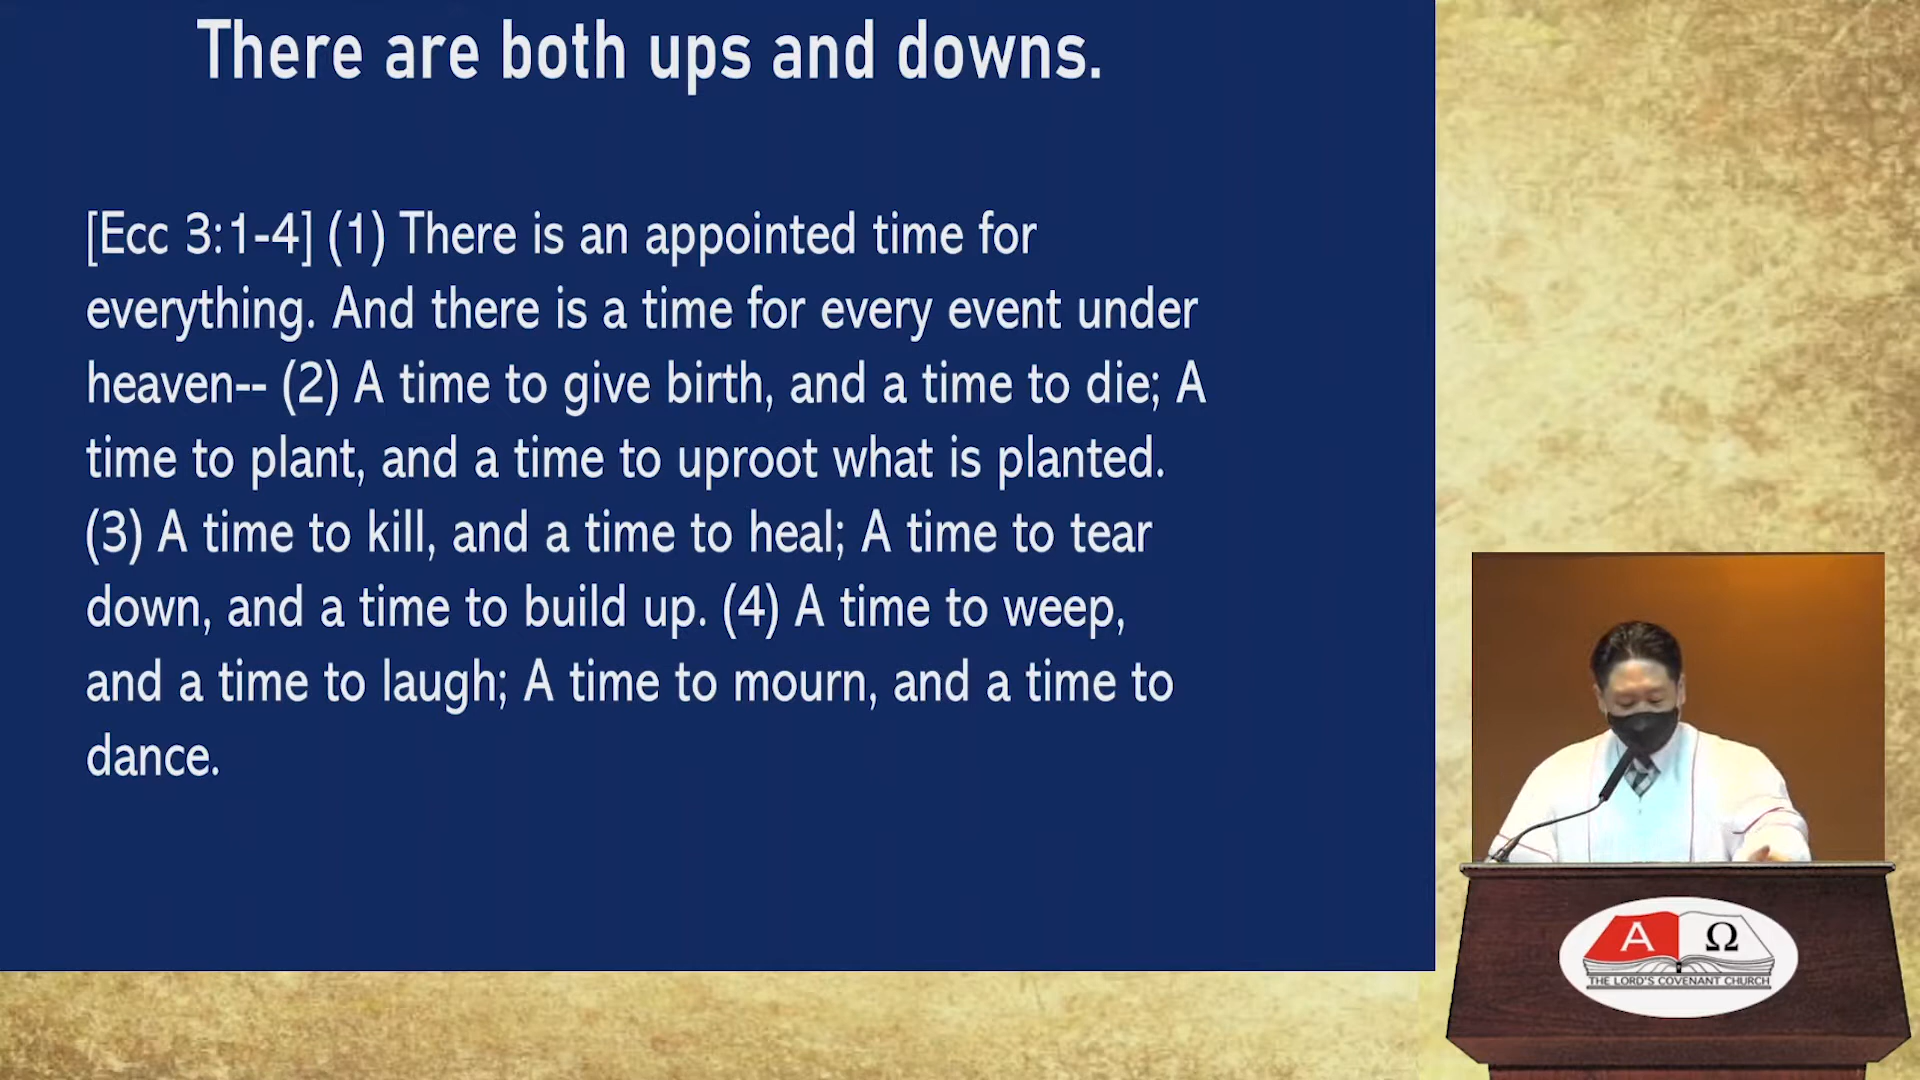 There are both ups and downs.
[Ecc 3:1-4] (1) There is an appointed time for
everything. And there is a time for every event under
heaven-- (2) A time to give birth, and a time to die; A
time to plant, and a time to uproot what is planted.
(3) A time to kill, and a time to heal; A time to tear
down, and a time to build up. (4) A time to weep,
and a time to laugh; A time to mourn, and a time to
dance.
A Ω
THE LORD'S COVENANT CHURCH